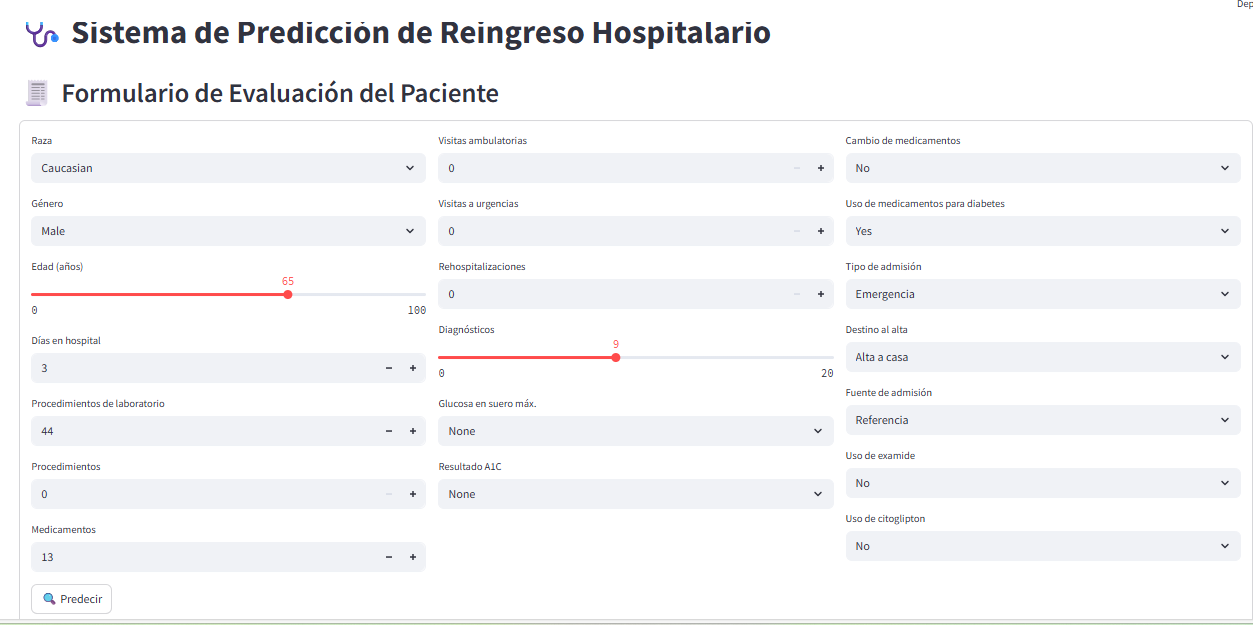 Dep
Sistema de Predicción de Reingreso Hospitalario
Formulario de Evaluación del Paciente
Raza
Caucasian
Género
Male
Edad (años)
65
0
100
Días en hospital
3
Procedimientos de laboratorio
44
Procedimientos
0
Medicamentos
13
Predecir
Visitas ambulatorias
0
Visitas a urgencias
0
Rehospitalizaciones
0
Diagnósticos
9
0
20
Glucosa en suero máx.
None
Resultado A1C
None
Cambio de medicamentos
No
Uso de medicamentos para diabetes
Yes
Tipo de admisión
Emergencia
Destino al alta
Alta a casa
Fuente de admisión
Referencia
Uso de examide
No
Uso de citoglipton
No